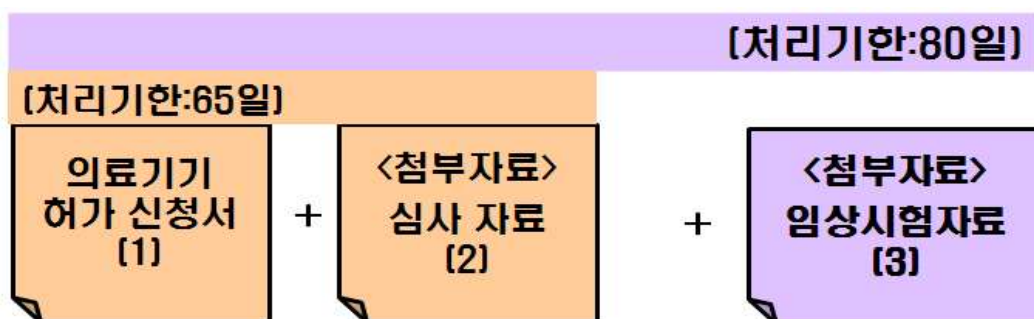 [처리기한:80일]
[처리기한:65일]
의료기기
허가 신청서
[1]
+
<첨부자료>
심사 자료
[2]
+
<첨부자료>
임상시험자료
[3]